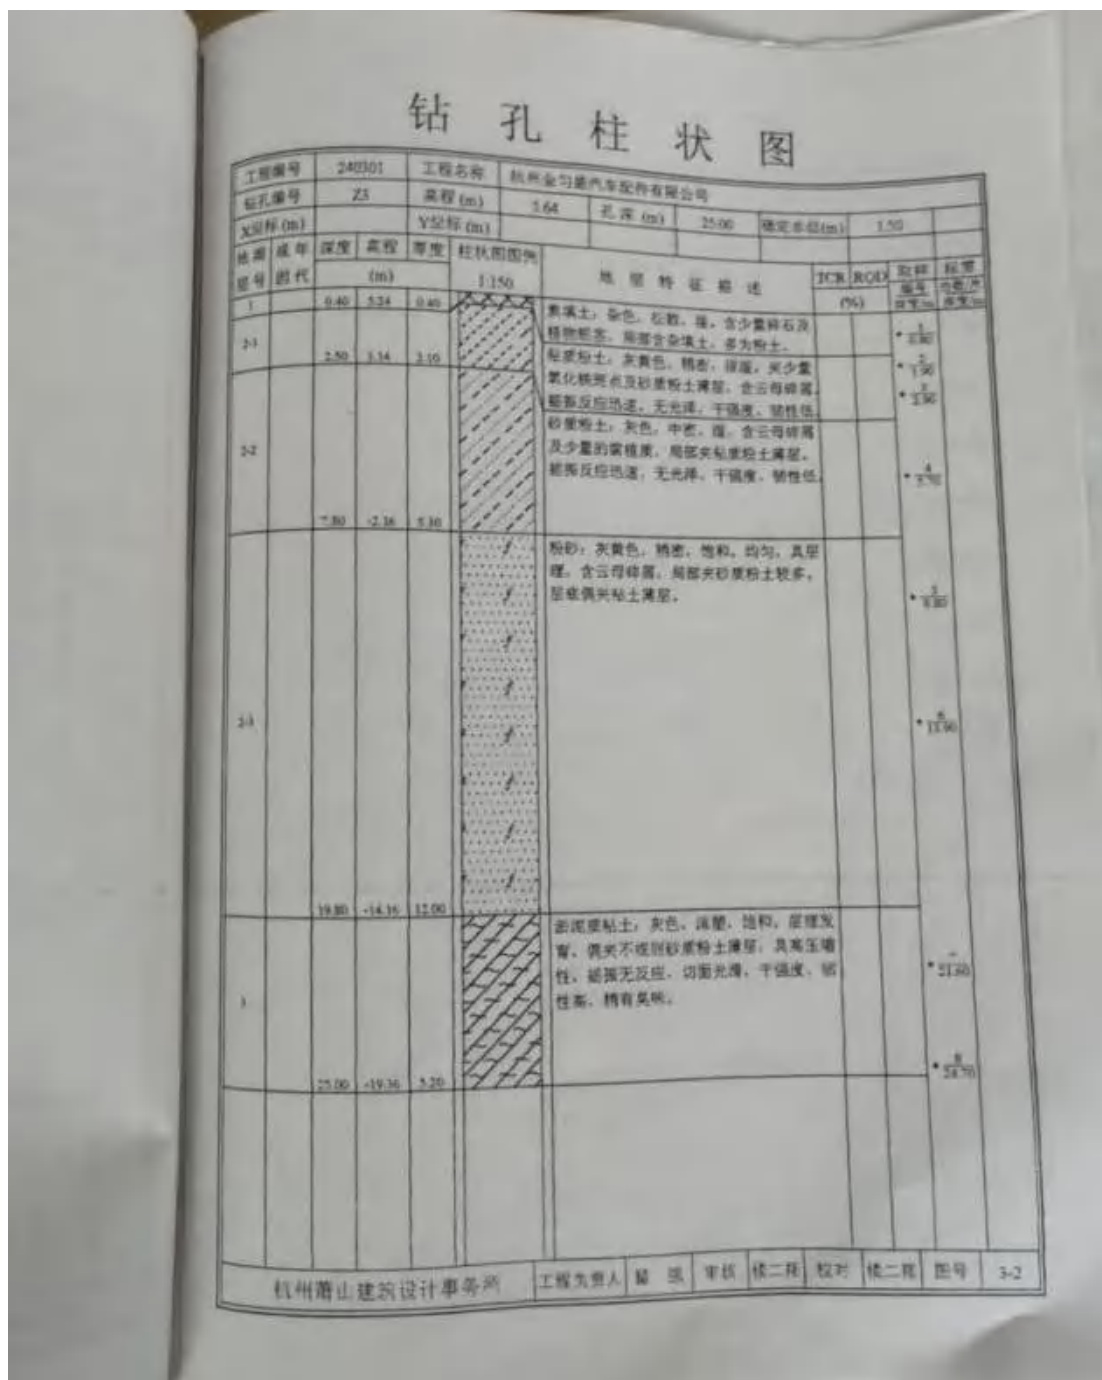 钻孔柱状图
工程编号 240301 工程名称 杭州金匀盛汽车配件有限公司
钻孔编号 Z3 高程(m) 5.64 孔深(m) 25.00 稳定水位(m) 1.50
X坐标(m) Y坐标(m)
地层 成年 深度 高程 厚度 柱状图图例 地层特征描述 TCR RQD 取样 标贯
层号 时代 (m) 1:150 (%) 编号
1 0.40 5.24 0.40
素填土：杂色，松散，湿，含少量碎石及
植物根茎，局部含杂填土，多为粉土。
2-1 2.50 3.14 2.10
粘质粉土：灰黄色，稍密，很湿，夹少量
氧化铁斑点及砂质粉土薄层，含云母碎屑，
摇振反应迅速，无光泽，干强度、韧性低。
2-2 7.80 -2.16 5.30
砂质粉土：灰色，中密，湿，含云母碎屑
及少量的腐植质，局部夹粘质粉土薄层，
摇振反应迅速，无光泽，干强度、韧性低。
2-3 19.80 -14.16 12.00
粉砂：灰黄色，稍密，饱和，均匀，具层
理，含云母碎屑，局部夹砂质粉土较多，
层底偶夹粘土薄层。
3 25.00 -19.36 5.20
淤泥质粘土：灰色，流塑，饱和，层理发
育，偶夹不规则砂质粉土薄层，具高压缩
性，摇振无反应，切面光滑，干强度、韧
性高，稍有臭味。
4
3.70
5
6
8
24.70
杭州萧山建筑设计事务所 工程负责人 审核 楼二 校对 楼二 图号 3-2